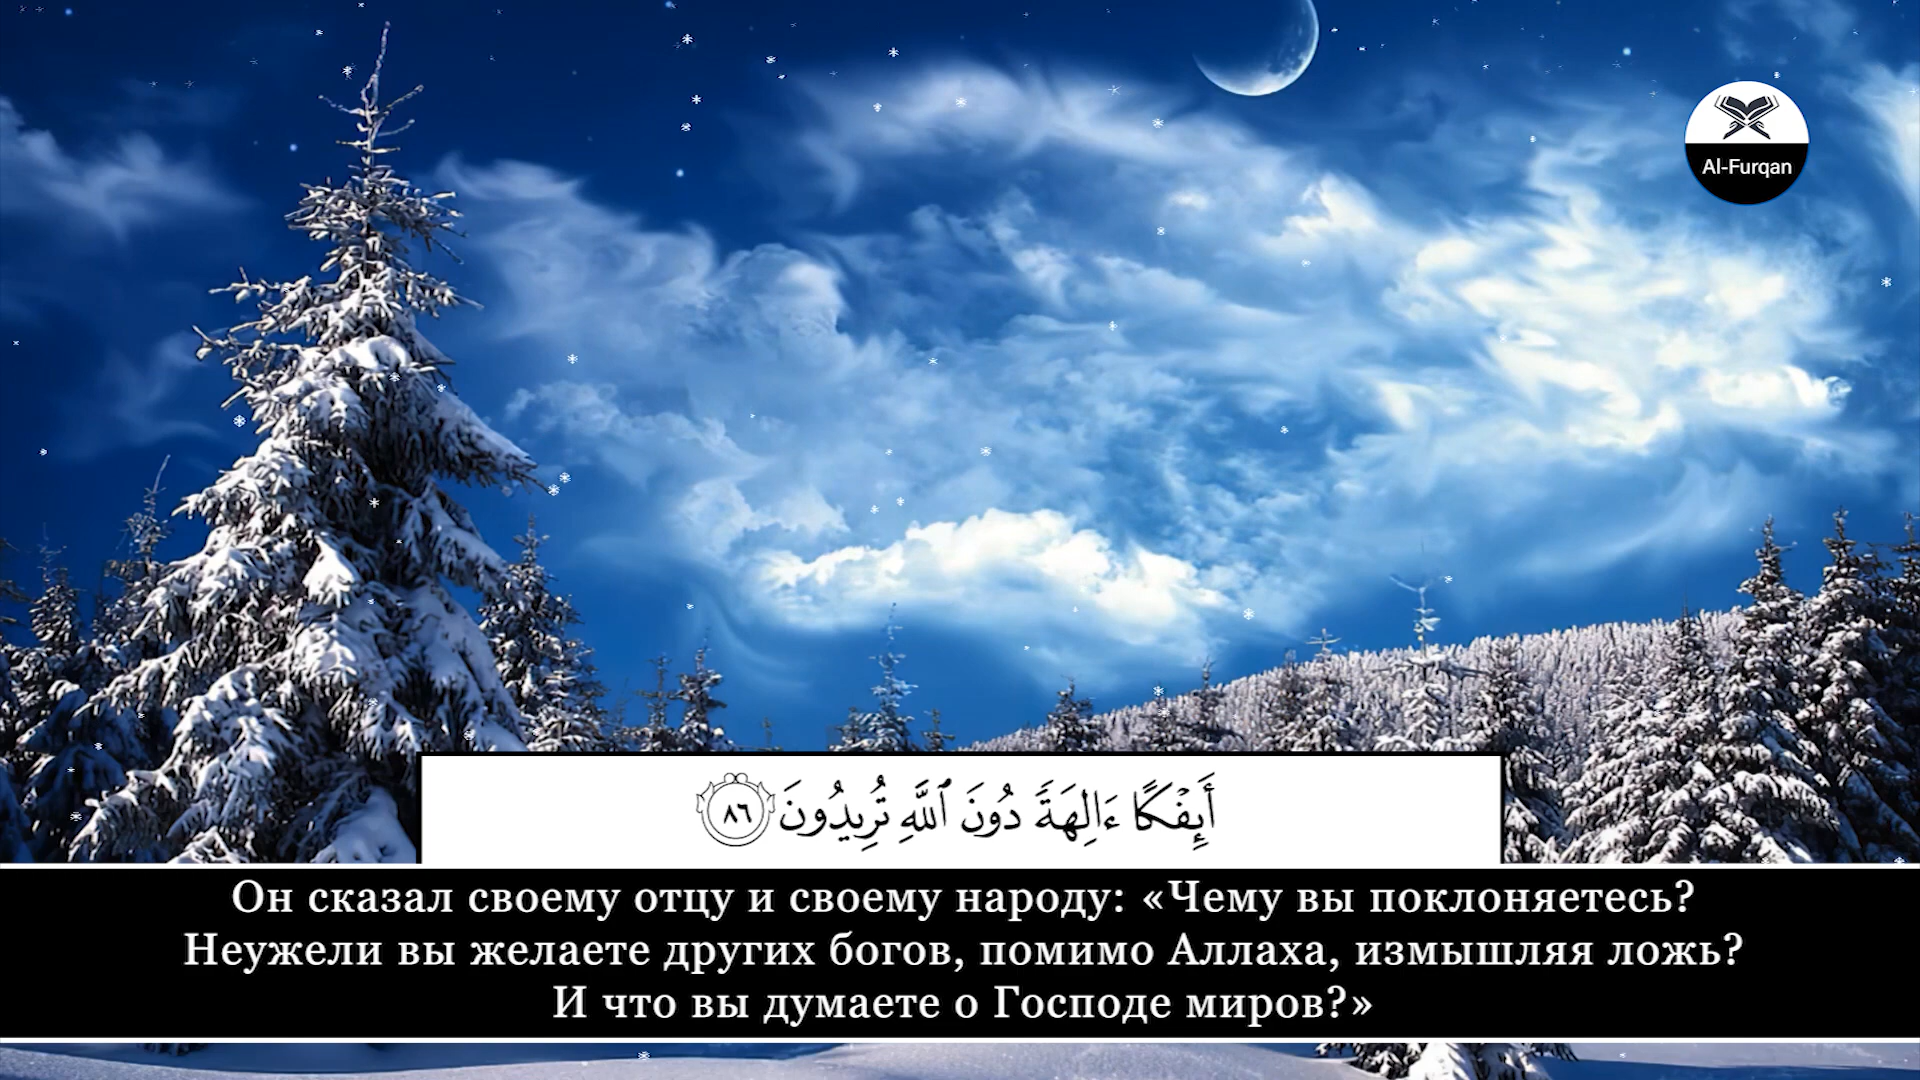 Al-Furqan
أَئِفْكًا ءَالِهَةً دُونَ ٱللَّهِ تُرِيدُونَ ٨٦
Он сказал своему отцу и своему народу: «Чему вы поклоняетесь?
Неужели вы желаете других богов, помимо Аллаха, измышляя ложь?
И что вы думаете о Господе миров?»